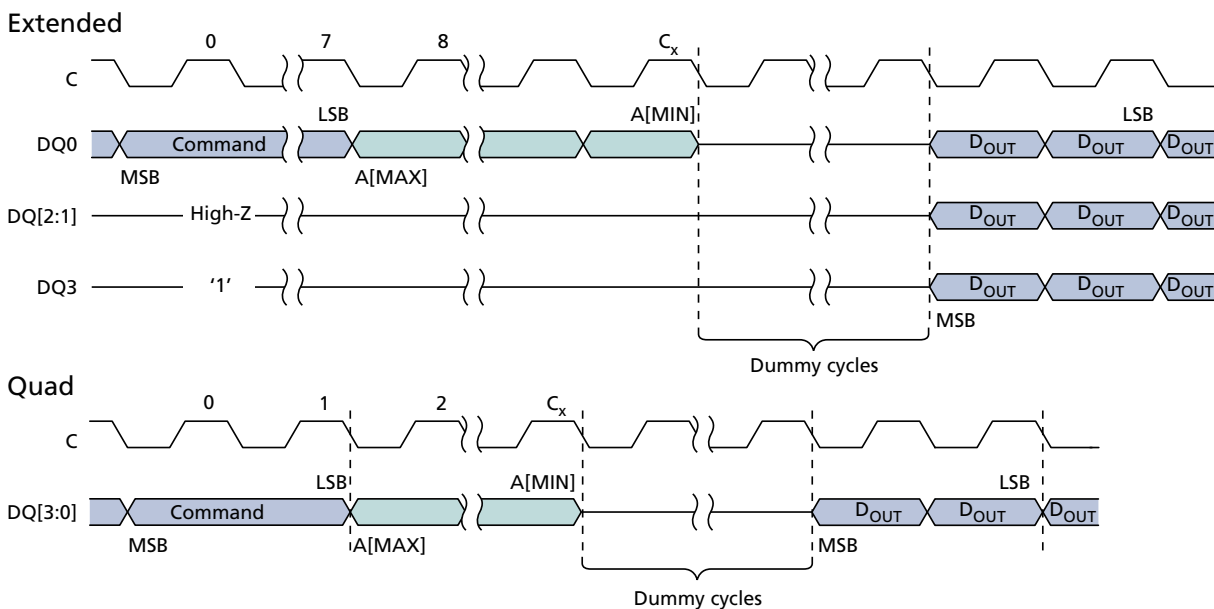 Extended
0 7 8 Cx
C
LSB A[MIN]
LSB
DQ0 Command DOUT DOUT DOUT
MSB A[MAX]
DQ[2:1] High-Z DOUT DOUT DOUT
DQ3 '1' DOUT DOUT DOUT
MSB
Dummy cycles
Quad
0 1 2 Cx
C
LSB A[MIN] LSB
DQ[3:0] Command DOUT DOUT DOUT
MSB A[MAX] MSB
Dummy cycles